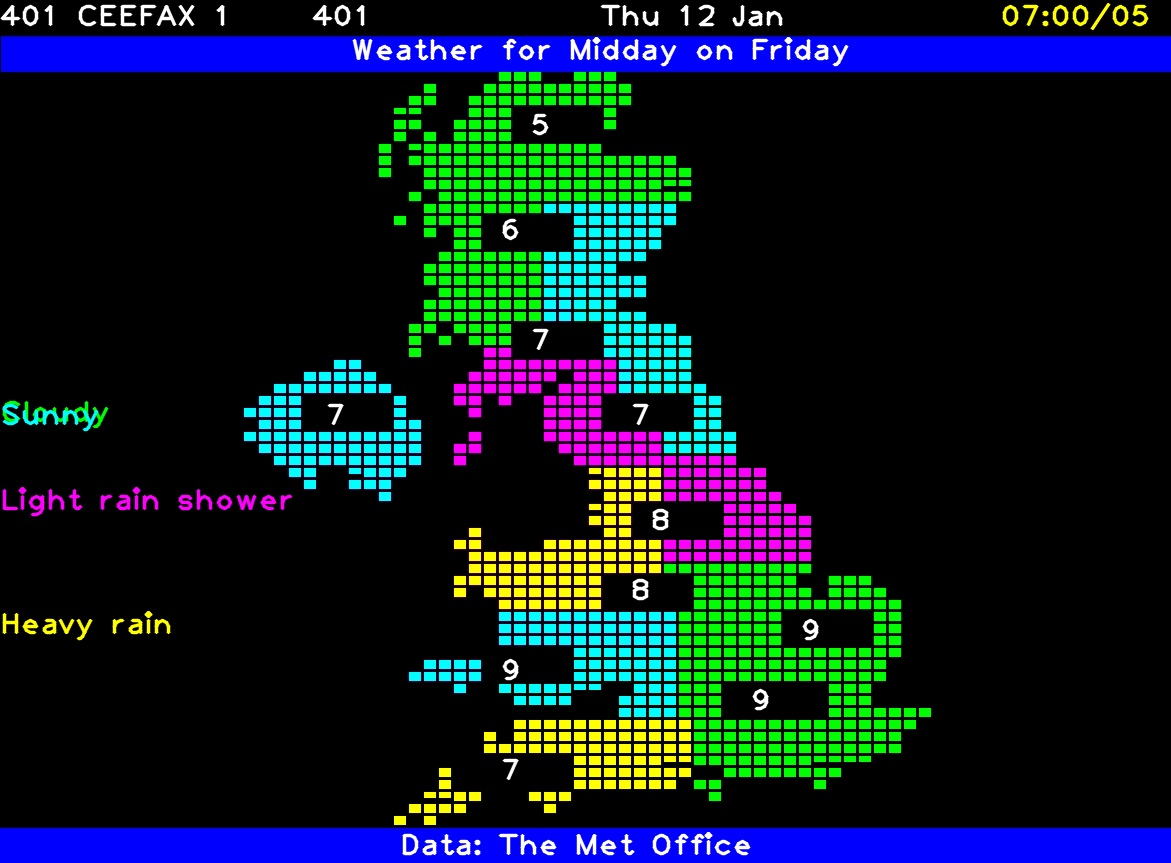 401 CEEFAX 1 401 Thu 12 Jan 07:00/05
Weather for Midday on Friday
5
6
7
Cloudy
Sunny
7
7
Light rain shower
8
8
Heavy rain
9
9
9
7
Data: The Met Office